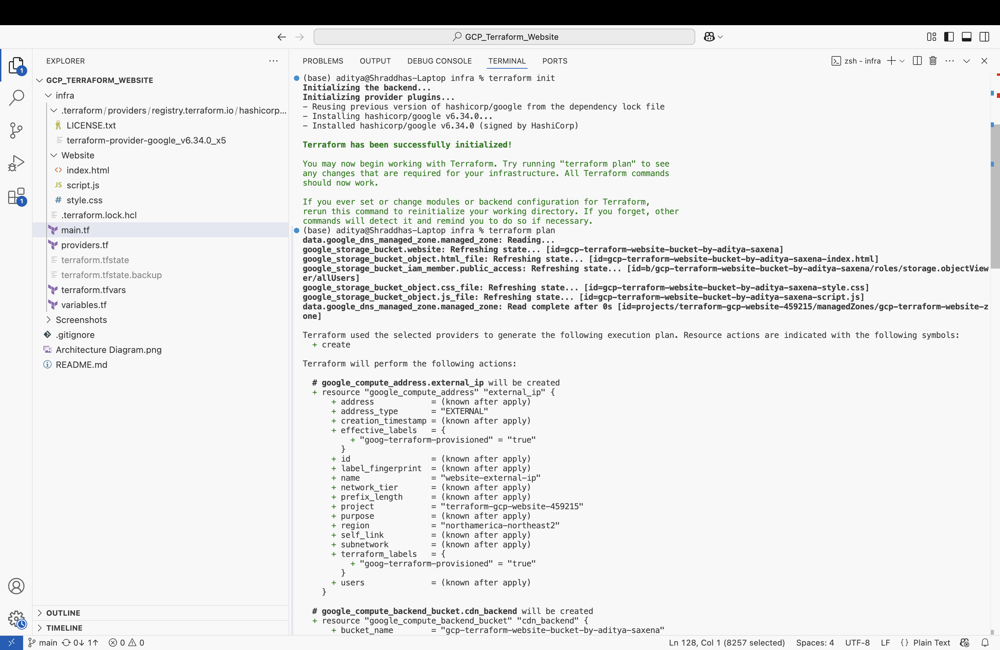 GCP_Terraform_Website
EXPLORER
GCP_TERRAFORM_WEBSITE
infra
.terraform/providers/registry.terraform.io/hashicorp...
LICENSE.txt
terraform-provider-google_v6.34.0_x5
Website
index.html
JS script.js
# style.css
.terraform.lock.hcl
main.tf
providers.tf
terraform.tfstate
terraform.tfstate.backup
terraform.tfvars
variables.tf
Screenshots
.gitignore
Architecture Diagram.png
README.md
OUTLINE
TIMELINE
1
1
PROBLEMS OUTPUT DEBUG CONSOLE TERMINAL PORTS
zsh - infra
(base) aditya@Shraddhas-Laptop infra % terraform init
Initializing the backend...
Initializing provider plugins...
- Reusing previous version of hashicorp/google from the dependency lock file
- Installing hashicorp/google v6.34.0...
- Installed hashicorp/google v6.34.0 (signed by HashiCorp)
Terraform has been successfully initialized!
You may now begin working with Terraform. Try running "terraform plan" to see
any changes that are required for your infrastructure. All Terraform commands
should now work.
If you ever set or change modules or backend configuration for Terraform,
rerun this command to reinitialize your working directory. If you forget, other
commands will detect it and remind you to do so if necessary.
(base) aditya@Shraddhas-Laptop infra % terraform plan
data.google_dns_managed_zone.managed_zone: Reading...
google_storage_bucket.website: Refreshing state... [id=gcp-terraform-website-bucket-by-aditya-saxena]
google_storage_bucket_object.html_file: Refreshing state... [id=gcp-terraform-website-bucket-by-aditya-saxena-index.html]
google_storage_bucket_iam_member.public_access: Refreshing state... [id=b/gcp-terraform-website-bucket-by-aditya-saxena/roles/storage.objectView
er/allUsers]
google_storage_bucket_object.css_file: Refreshing state... [id=gcp-terraform-website-bucket-by-aditya-saxena-style.css]
google_storage_bucket_object.js_file: Refreshing state... [id=gcp-terraform-website-bucket-by-aditya-saxena-script.js]
data.google_dns_managed_zone.managed_zone: Read complete after 0s [id=projects/terraform-gcp-website-459215/managedZones/gcp-terraform-website-z
one]
Terraform used the selected providers to generate the following execution plan. Resource actions are indicated with the following symbols:
+ create
Terraform will perform the following actions:
# google_compute_address.external_ip will be created
+ resource "google_compute_address" "external_ip" {
+ address = (known after apply)
+ address_type = "EXTERNAL"
+ creation_timestamp = (known after apply)
+ effective_labels = {
+ "goog-terraform-provisioned" = "true"
}
+ id = (known after apply)
+ label_fingerprint = (known after apply)
+ name = "website-external-ip"
+ network_tier = (known after apply)
+ prefix_length = (known after apply)
+ project = "terraform-gcp-website-459215"
+ purpose = (known after apply)
+ region = "northamerica-northeast2"
+ self_link = (known after apply)
+ subnetwork = (known after apply)
+ terraform_labels = {
+ "goog-terraform-provisioned" = "true"
}
+ users = (known after apply)
}
# google_compute_backend_bucket.cdn_backend will be created
+ resource "google_compute_backend_bucket" "cdn_backend" {
+ bucket_name = "gcp-terraform-website-bucket-by-aditya-saxena"
main 0↓ 1↑ 0 0 Ln 128, Col 1 (8257 selected) Spaces: 4 UTF-8 LF {} Plain Text